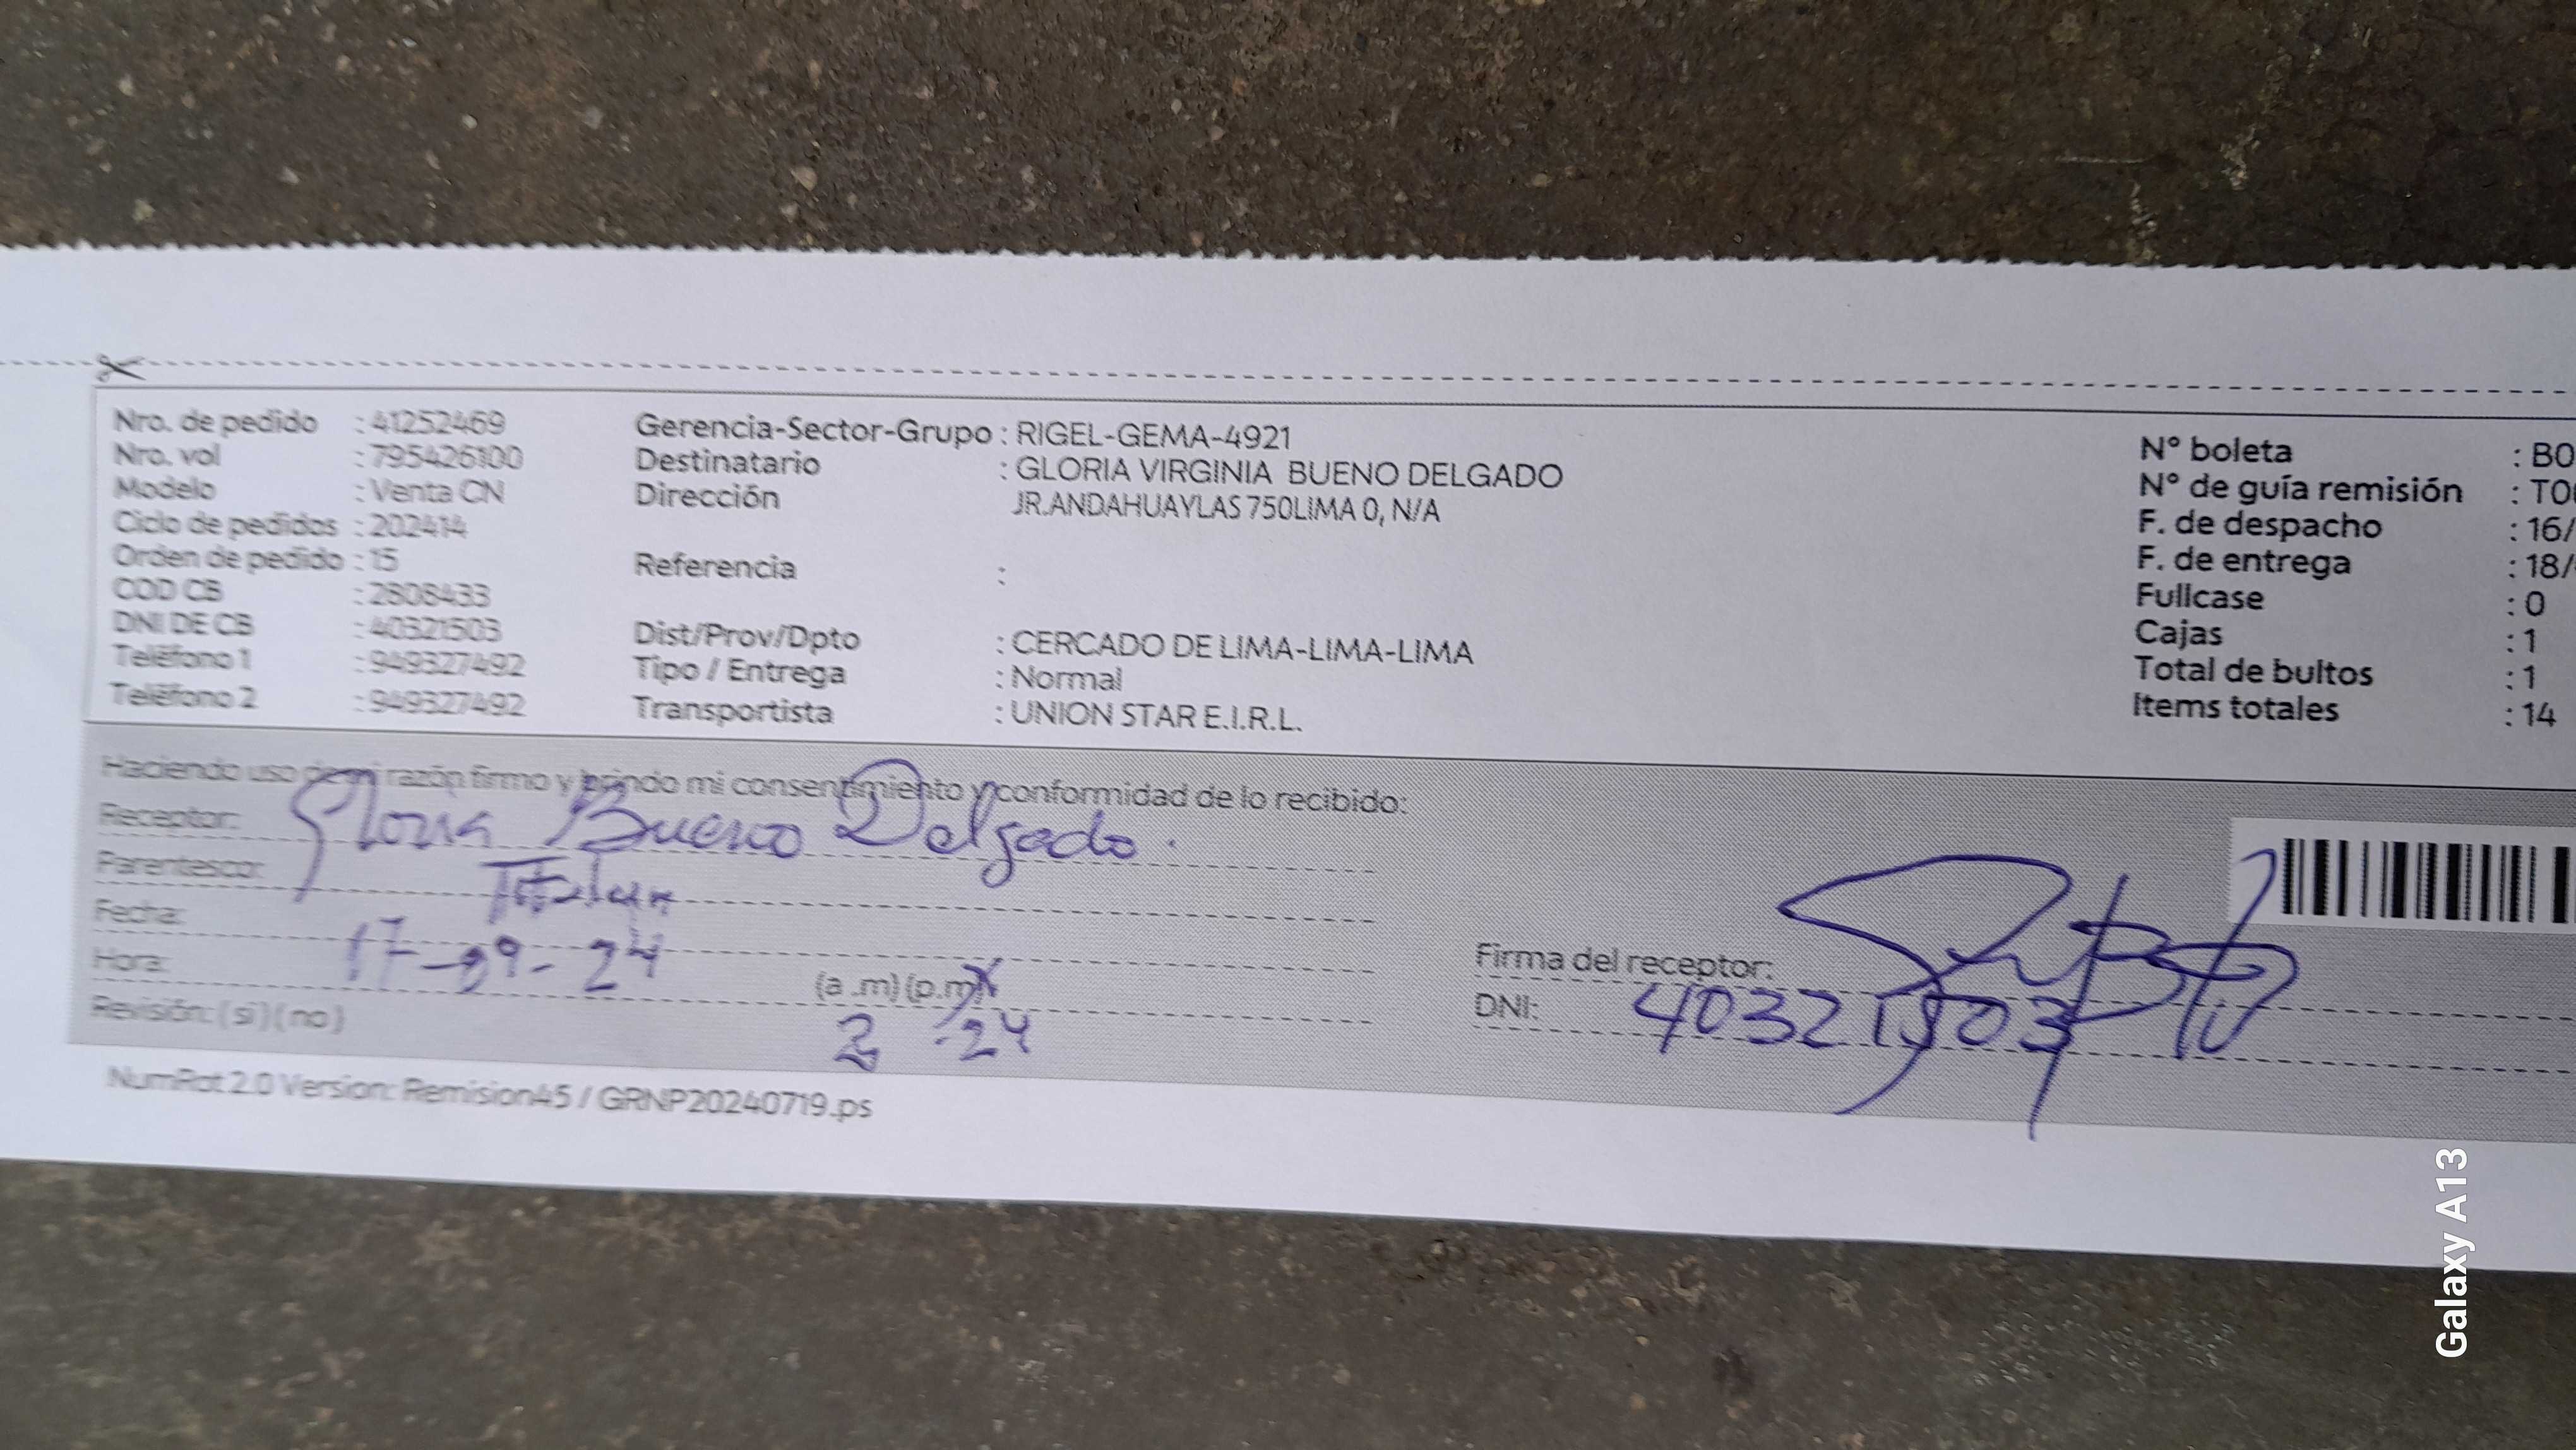 Nro. de pedido : 41252469
Nro. vol : 795426100
Modelo : Venta CN
Ciclo de pedidos : 202414
Orden de pedido : 15
COD CB : 2808433
DNI DE CB : 40321503
Teléfono 1 : 949327492
Teléfono 2 : 949327492
Gerencia-Sector-Grupo : RIGEL-GEMA-4921
Destinatario : GLORIA VIRGINIA BUENO DELGADO
Dirección JR.ANDAHUAYLAS 750LIMA 0, N/A
Referencia :
Dist/Prov/Dpto : CERCADO DE LIMA-LIMA-LIMA
Tipo / Entrega : Normal
Transportista : UNION STAR E.I.R.L.
N° boleta : B0
N° de guía remisión : T00
F. de despacho : 16/
F. de entrega : 18/
Fullcase : 0
Cajas : 1
Total de bultos : 1
Items totales : 14
Haciendo uso de mi razón firmo y brindo mi consentimiento y conformidad de lo recibido:
Receptor: Gloria Bueno Delgado.
Parentesco: Titular
Fecha: 17-09-24
Hora: (a .m) (p.m) X
2 -24
Revisión: ( si ) ( no )
Firma del receptor:
DNI: 40321503
NumRot 2.0 Version: Remision45 / GRNP20240719.ps
Galaxy A13